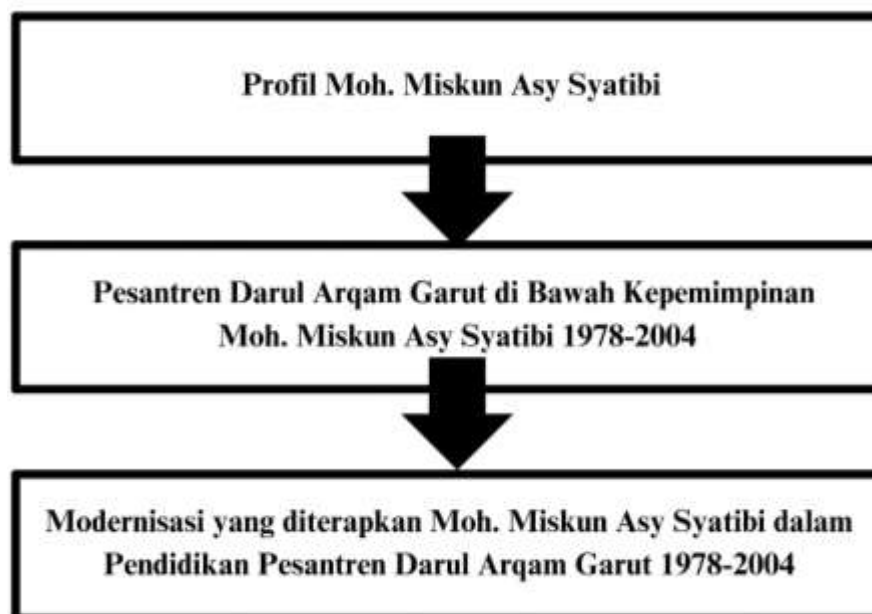 Profil Moh. Miskun Asy Syatibi
Pesantren Darul Arqam Garut di Bawah Kepemimpinan
Moh. Miskun Asy Syatibi 1978-2004
Modernisasi yang diterapkan Moh. Miskun Asy Syatibi dalam
Pendidikan Pesantren Darul Arqam Garut 1978-2004